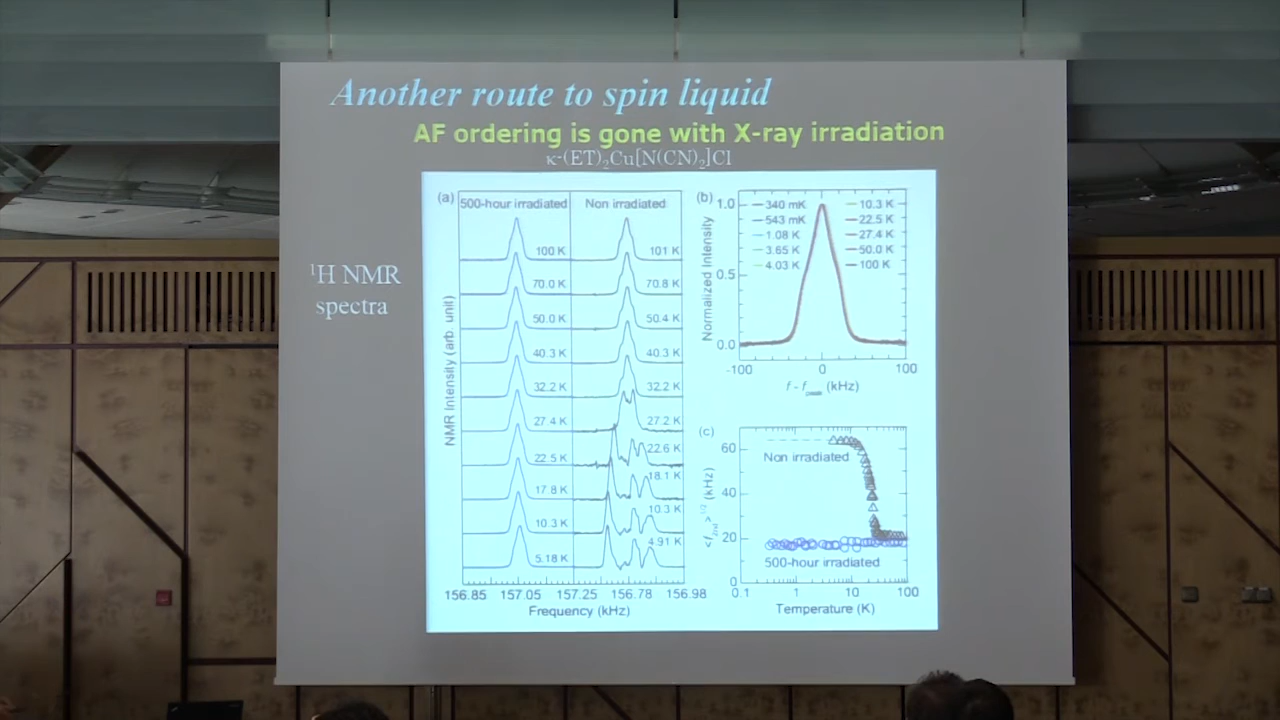 Another route to spin liquid
AF ordering is gone with X-ray irradiation
κ-(ET)₂Cu[N(CN)₂]Cl
¹H NMR
spectra
(a)
500-hour irradiated
Non irradiated
100 K
101 K
70.0 K
70.8 K
50.0 K
50.4 K
40.3 K
40.3 K
32.2 K
32.2 K
27.4 K
27.2 K
22.5 K
22.6 K
17.8 K
18.1 K
10.3 K
10.3 K
5.18 K
4.91 K
NMR Intensity (arb. unit)
156.85 157.05 157.25 156.78 156.98
Frequency (kHz)
(b)
1.0
0.5
0.0
Normalized Intensity
340 mK
543 mK
1.08 K
3.65 K
4.03 K
10.3 K
22.5 K
27.4 K
50.0 K
100 K
-100 0 100
(kHz)
(c)
60
40
20
0
(kHz)
Non irradiated
500-hour irradiated
0.1 1 10 100
Temperature (K)